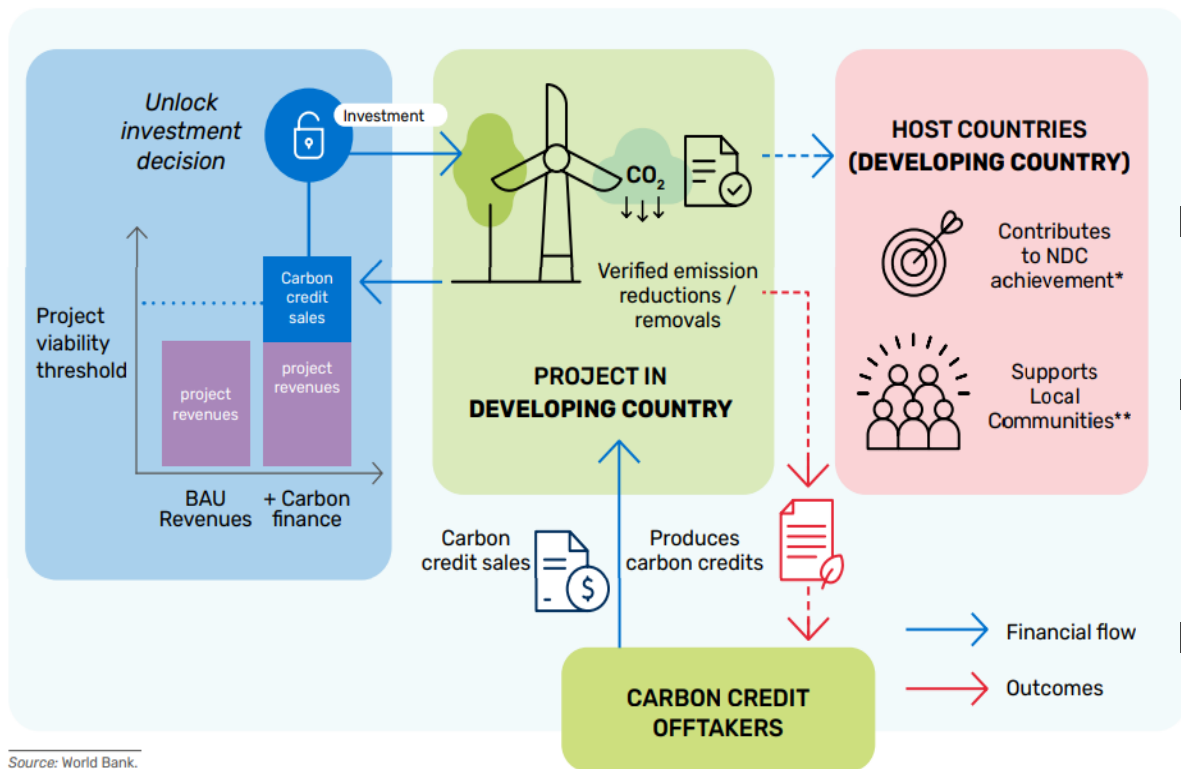 Unlock
investment
decision
Investment
Project
viability
threshold
Carbon
credit
sales
project
revenues
project
revenues
BAU
Revenues
+ Carbon
finance
CO₂
Verified emission
reductions /
removals
PROJECT IN
DEVELOPING COUNTRY
HOST COUNTRIES
(DEVELOPING COUNTRY)
Contributes
to NDC
achievement*
Supports
Local
Communities**
Carbon
credit sales
$
Produces
carbon credits
CARBON CREDIT
OFFTAKERS
Financial flow
Outcomes
Source: World Bank.